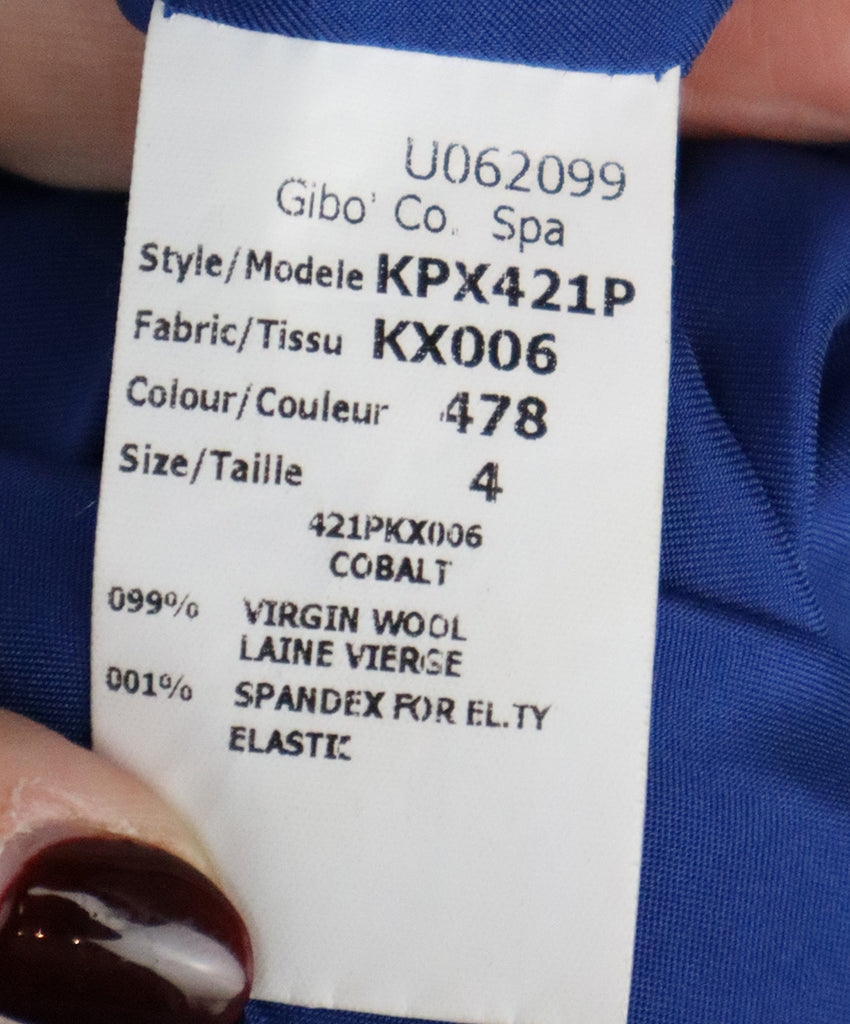 U062099
Gibo' Co. Spa
Style/Modele KPX421P
Fabric/Tissu KX006
Colour/Couleur 478
Size/Taille 4
421PKX006
COBALT
099% VIRGIN WOOL
LAINE VIERGE
001% SPANDEX FOR EL.TY
ELASTIC